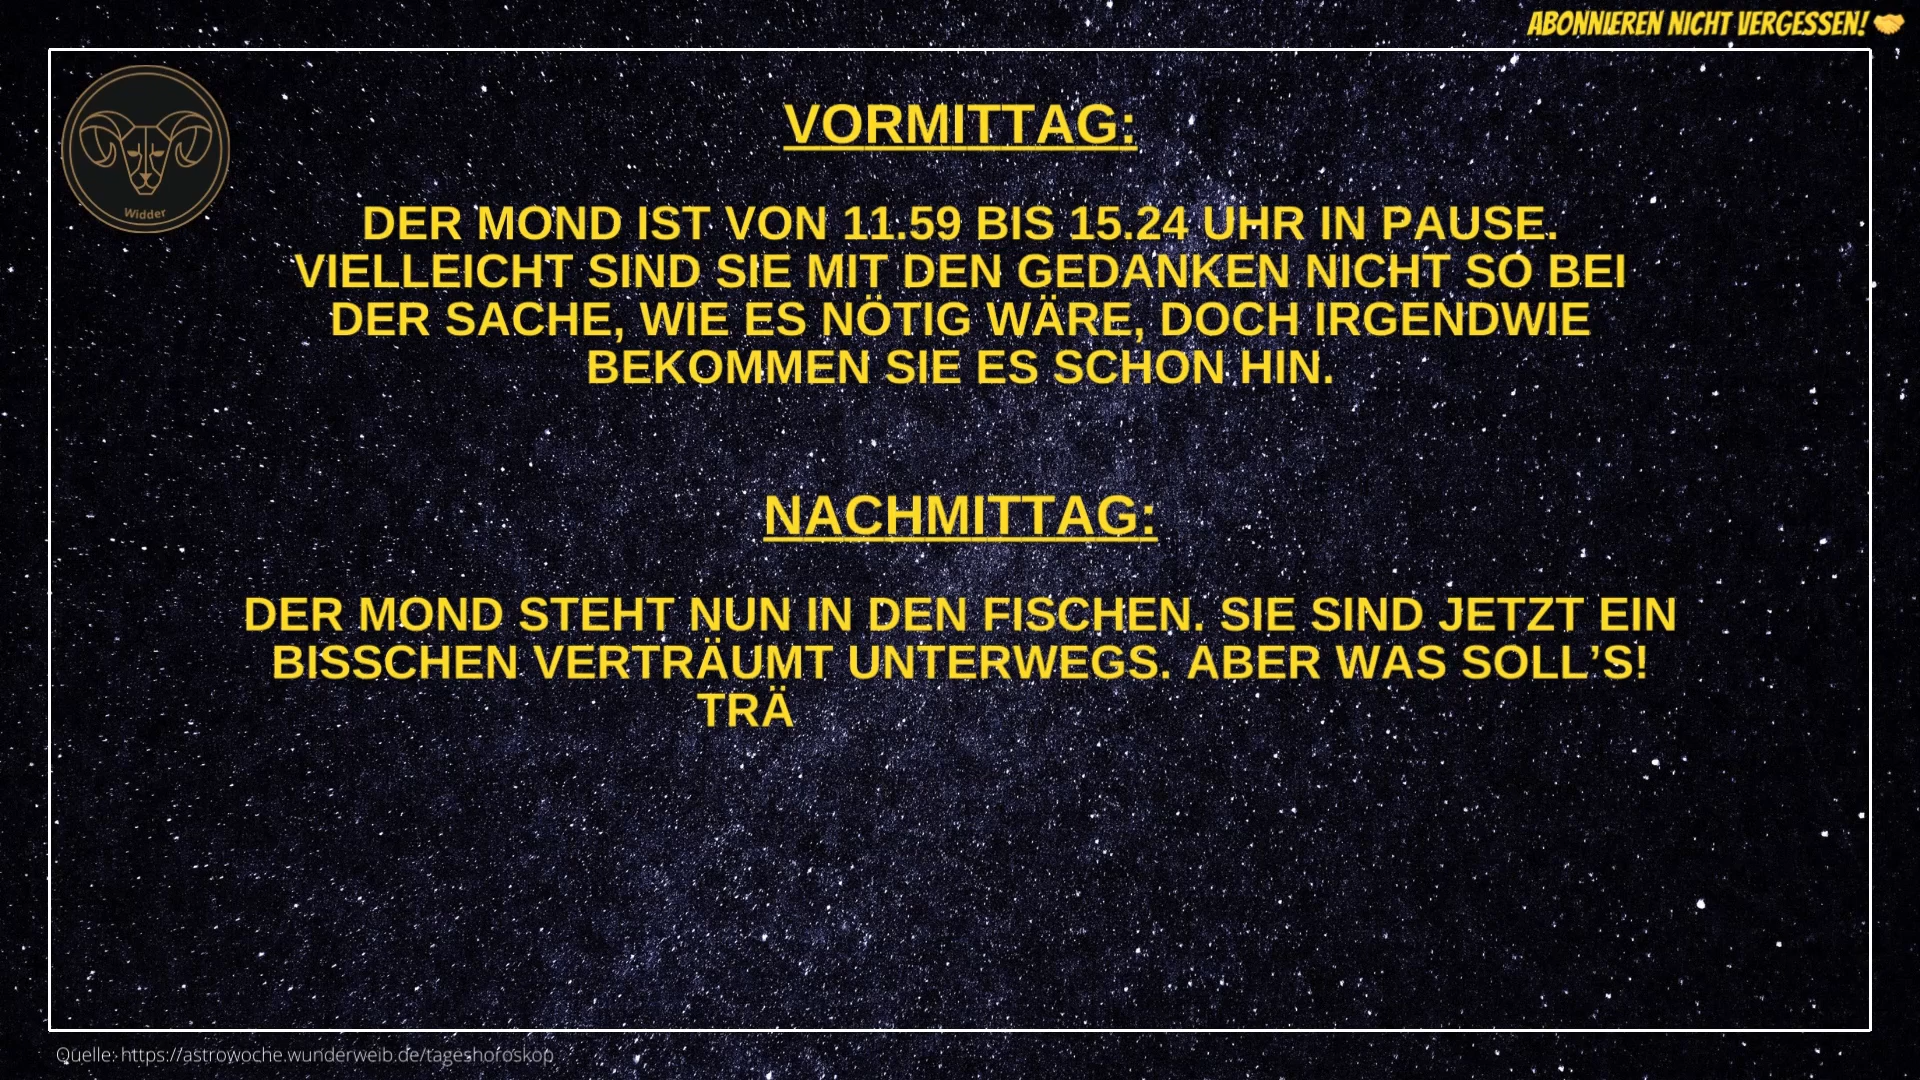 ABONNIEREN NICHT VERGESSEN!
Widder
VORMITTAG:
DER MOND IST VON 11.59 BIS 15.24 UHR IN PAUSE.
VIELLEICHT SIND SIE MIT DEN GEDANKEN NICHT SO BEI
DER SACHE, WIE ES NÖTIG WÄRE, DOCH IRGENDWIE
BEKOMMEN SIE ES SCHON HIN.
NACHMITTAG:
DER MOND STEHT NUN IN DEN FISCHEN. SIE SIND JETZT EIN
BISSCHEN VERTRÄUMT UNTERWEGS. ABER WAS SOLL’S!
TRÄ
Quelle: https://astrowoche.wunderweib.de/tageshoroskop